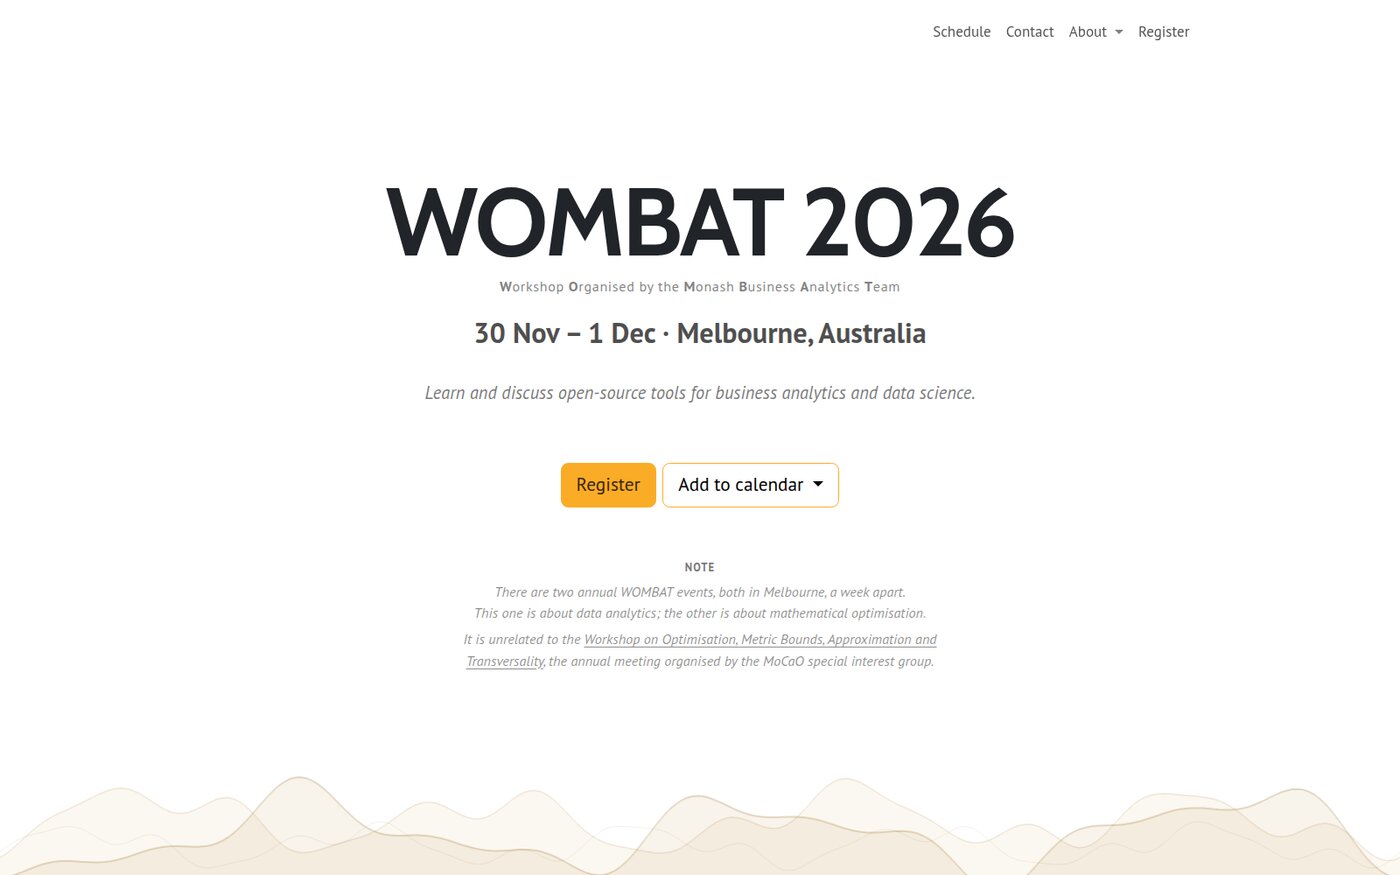 Schedule Contact About Register
WOMBAT 2026
Workshop Organised by the Monash Business Analytics Team
30 Nov – 1 Dec · Melbourne, Australia
Learn and discuss open-source tools for business analytics and data science.
Register Add to calendar
NOTE
There are two annual WOMBAT events, both in Melbourne, a week apart.
This one is about data analytics; the other is about mathematical optimisation.
It is unrelated to the Workshop on Optimisation, Metric Bounds, Approximation and
Transversality, the annual meeting organised by the MoCaO special interest group.